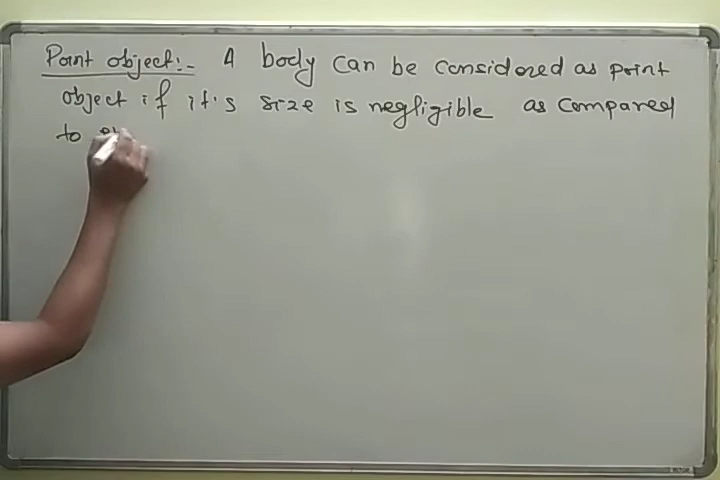 Point object:- A body can be considered as point
object if it's size is negligible as compared
to